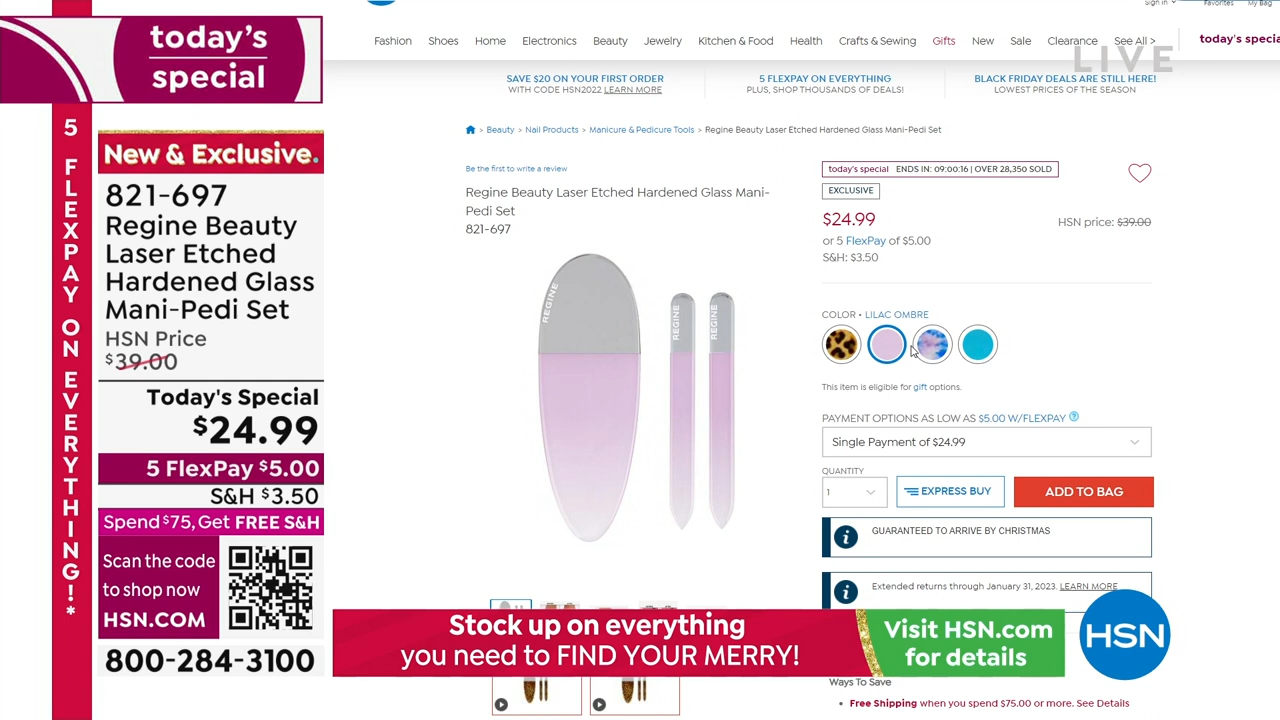 today's
special
5
FLEXPAY
ON
EVERYTHING!*
New & Exclusive.
821-697
Regine Beauty
Laser Etched
Hardened Glass
Mani-Pedi Set
HSN Price
$39.00
Today's Special
$24.99
5 FlexPay $5.00
S&H $3.50
Spend $75, Get FREE S&H
Scan the code
to shop now
HSN.COM
800-284-3100
Sign in
Favorites
My Bag
Fashion Shoes Home Electronics Beauty Jewelry Kitchen & Food Health Crafts & Sewing Gifts New Sale Clearance See All >
today's specia
LIVE
SAVE $20 ON YOUR FIRST ORDER
WITH CODE HSN2022 LEARN MORE
5 FLEXPAY ON EVERYTHING
PLUS, SHOP THOUSANDS OF DEALS!
BLACK FRIDAY DEALS ARE STILL HERE!
LOWEST PRICES OF THE SEASON
> Beauty > Nail Products > Manicure & Pedicure Tools > Regine Beauty Laser Etched Hardened Glass Mani-Pedi Set
Be the first to write a review
Regine Beauty Laser Etched Hardened Glass Mani-
Pedi Set
821-697
REGINE
REGINE
REGINE
today's special ENDS IN: 09:00:16 | OVER 28,350 SOLD
EXCLUSIVE
$24.99
HSN price: $39.00
or 5 FlexPay of $5.00
S&H: $3.50
COLOR • LILAC OMBRE
This item is eligible for gift options.
PAYMENT OPTIONS AS LOW AS $5.00 W/FLEXPAY ?
Single Payment of $24.99
QUANTITY
1
EXPRESS BUY
ADD TO BAG
GUARANTEED TO ARRIVE BY CHRISTMAS
Extended returns through January 31, 2023. LEARN MORE
Stock up on everything
you need to FIND YOUR MERRY!
Visit HSN.com
for details
HSN
Ways To Save
• Free Shipping when you spend $75.00 or more. See Details